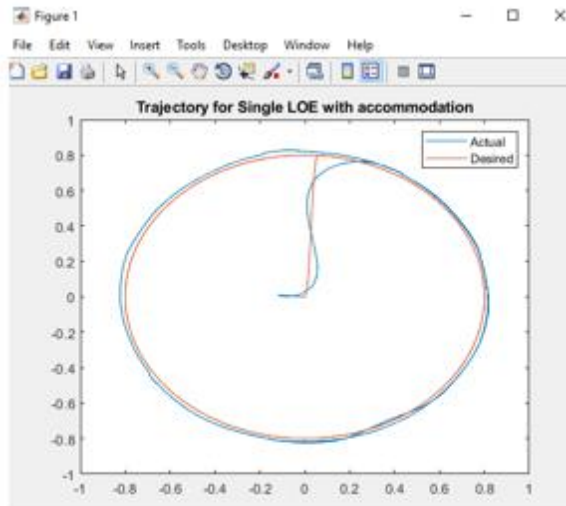 Figure 1
File Edit View Insert Tools Desktop Window Help
Trajectory for Single LOE with accommodation
Actual
Desired
1
0.8
0.6
0.4
0.2
0
-0.2
-0.4
-0.6
-0.8
-1
-1 -0.8 -0.6 -0.4 -0.2 0 0.2 0.4 0.6 0.8 1